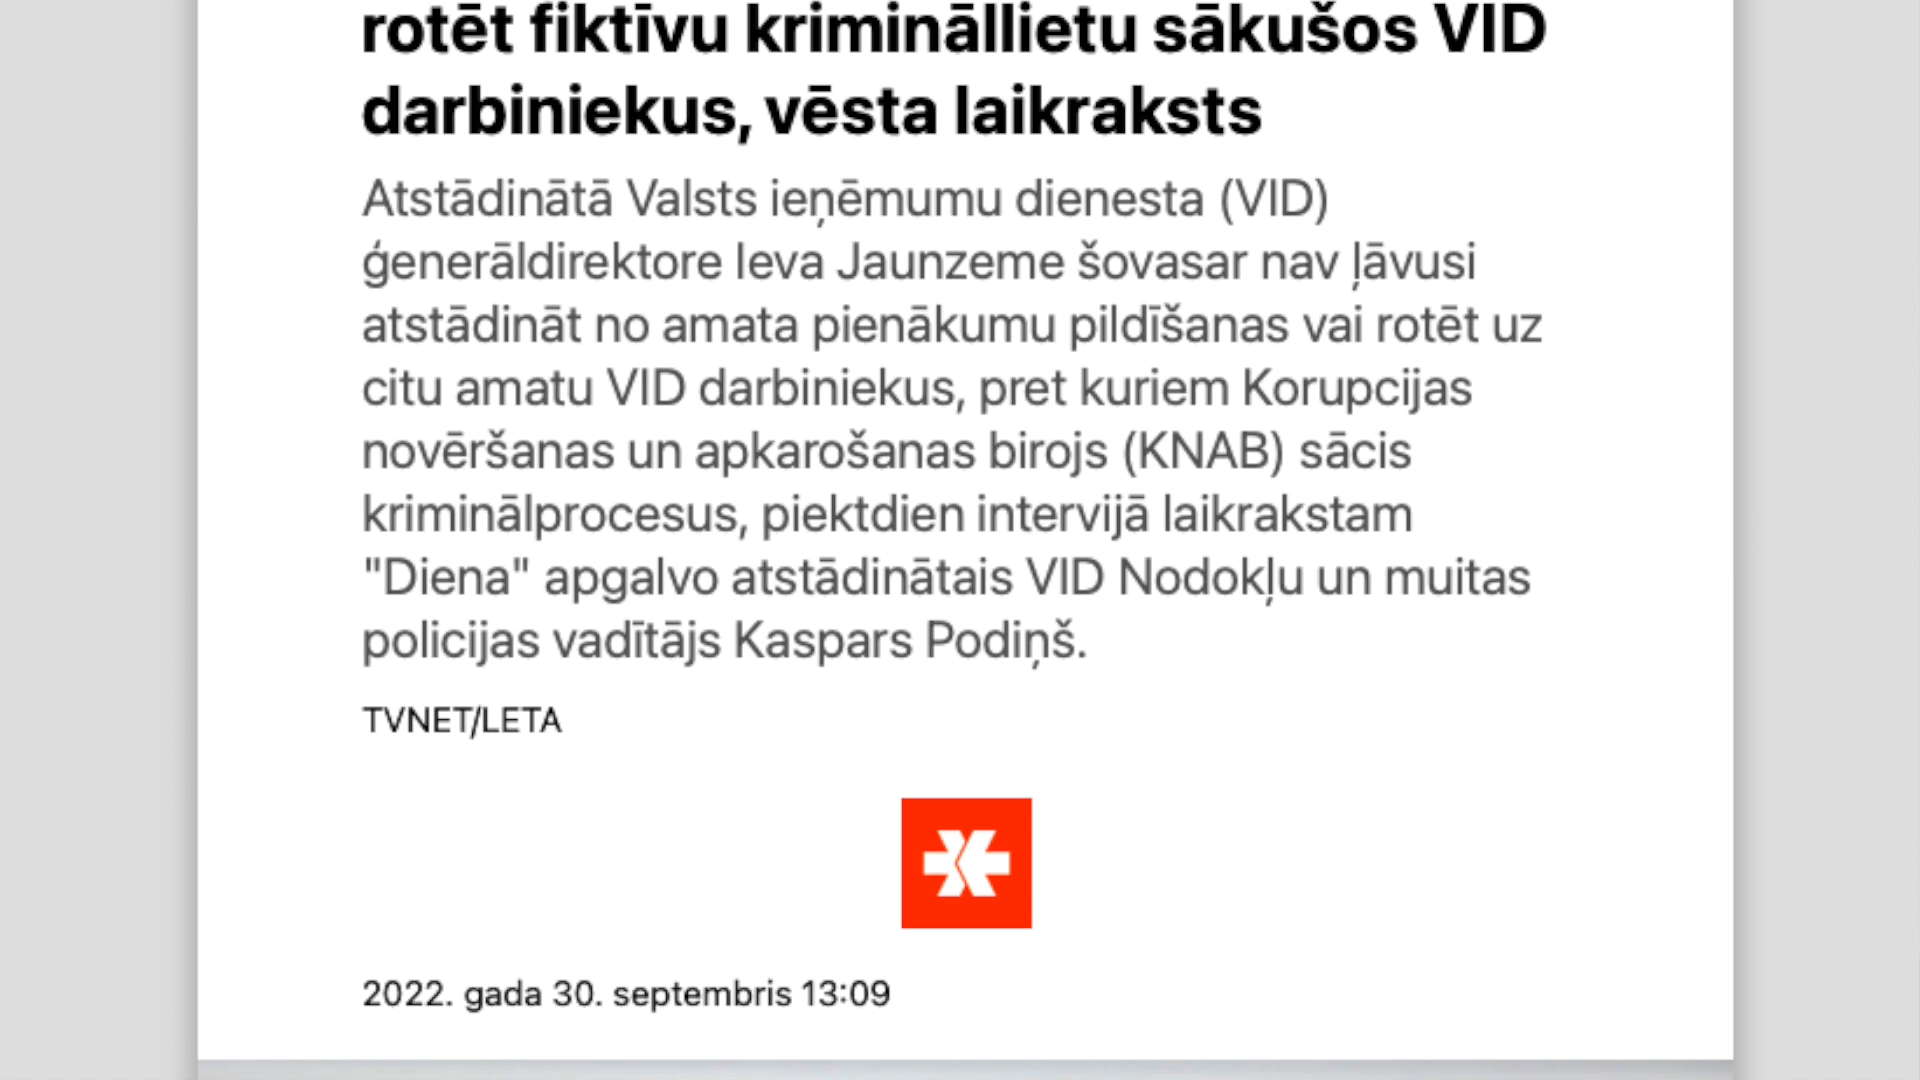 rotēt fiktīvu krimināllietu sākušos VID
darbiniekus, vēsta laikraksts
Atstādinātā Valsts ieņēmumu dienesta (VID)
ģenerāldirektore Ieva Jaunzeme šovasar nav ļāvusi
atstādināt no amata pienākumu pildīšanas vai rotēt uz
citu amatu VID darbiniekus, pret kuriem Korupcijas
novēršanas un apkarošanas birojs (KNAB) sācis
kriminālprocesus, piektdien intervijā laikrakstam
"Diena" apgalvo atstādinātais VID Nodokļu un muitas
policijas vadītājs Kaspars Podiņš.
TVNET/LETA
2022. gada 30. septembris 13:09